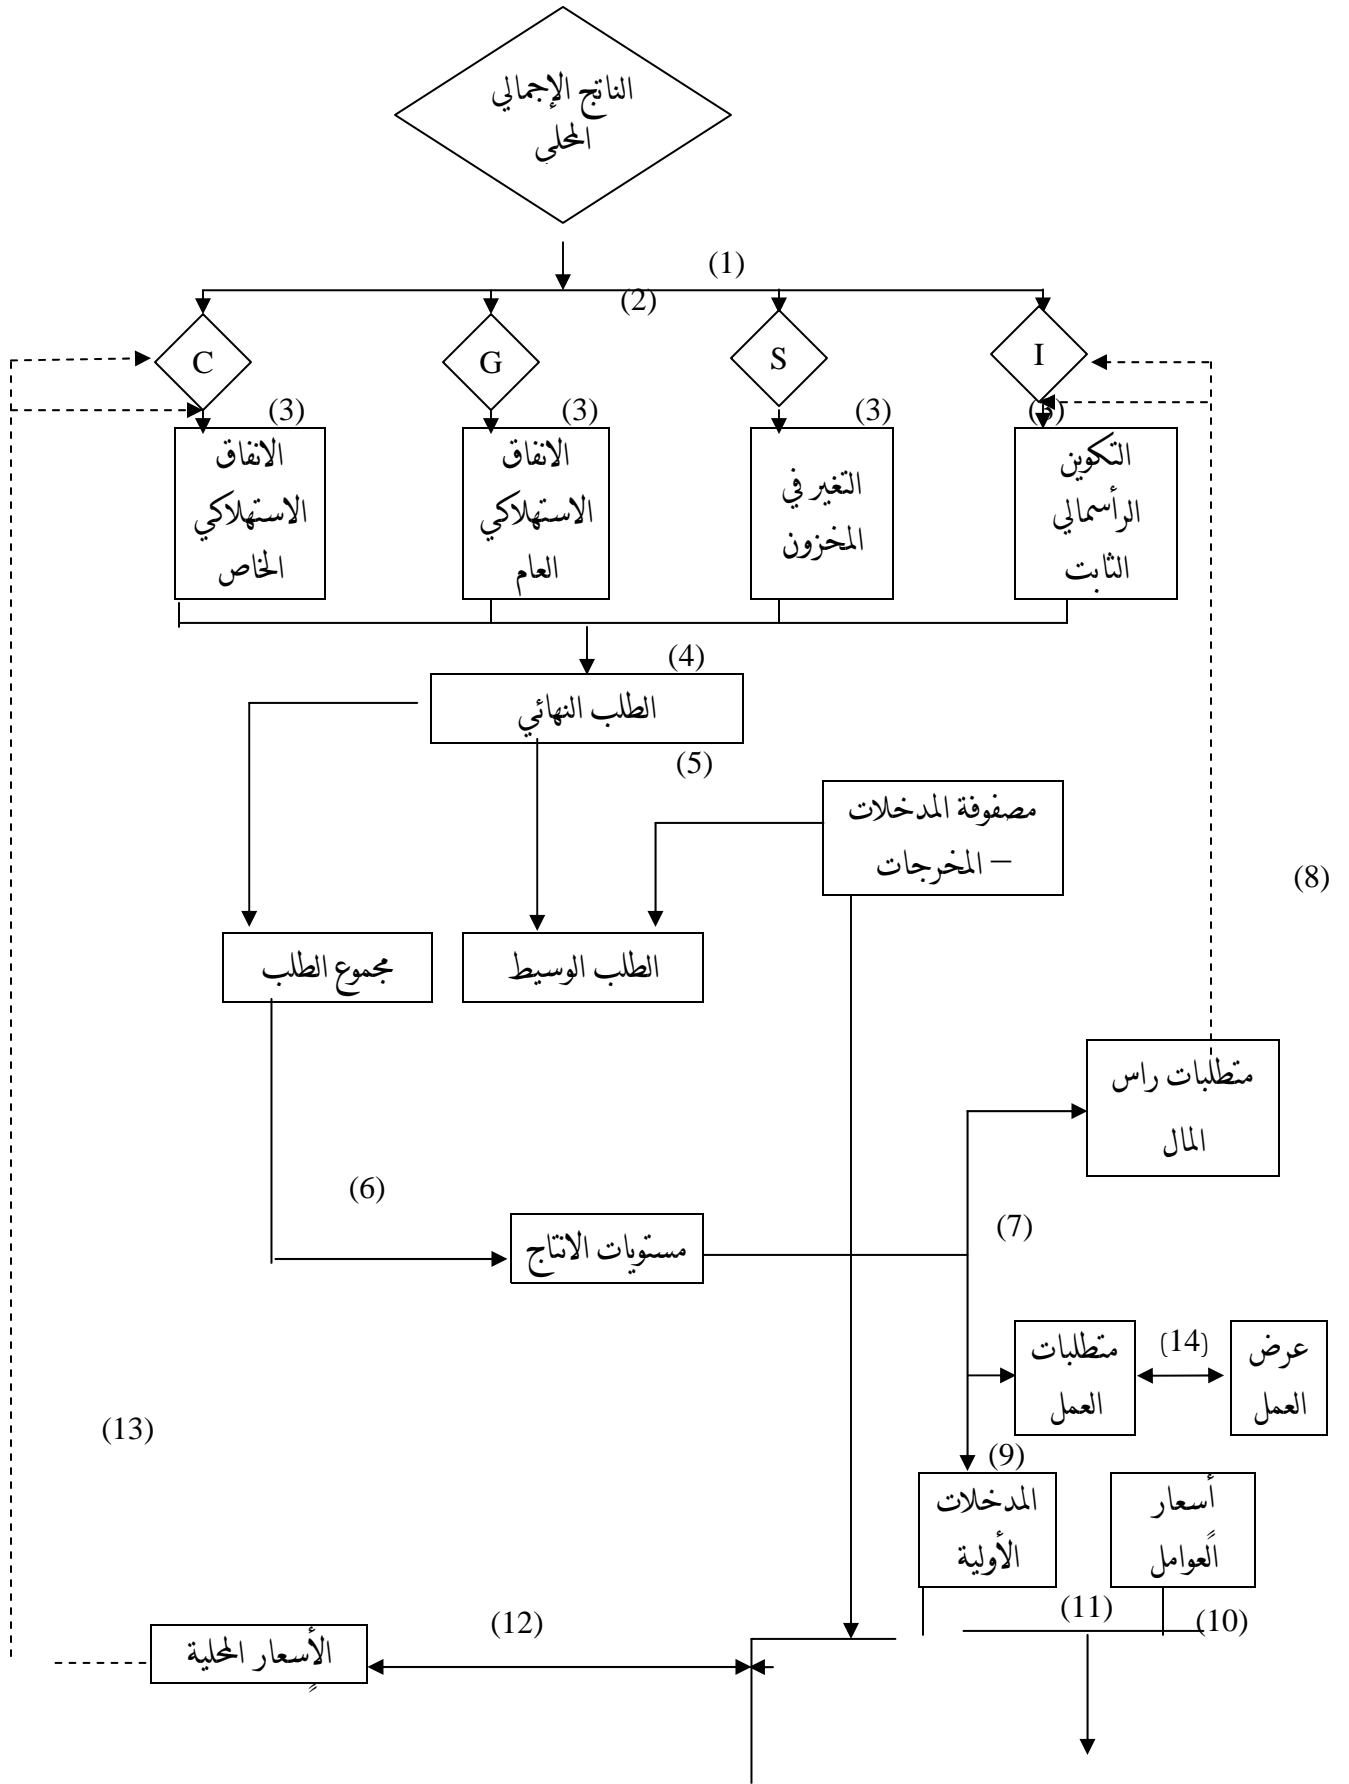 الناتج الإجمالي
المحلي
(1)
(2)
C
G
S
I
(3)
(3)
(3)
(3)
الانفاق
الاستهلاكي
الخاص
الانفاق
الاستهلاكي
العام
التغير في
المخزون
التكوين
الرأسمالي
الثابت
(4)
الطلب النهائي
(5)
مصفوفة المدخلات
– المخرجات
(8)
مجموع الطلب
الطلب الوسيط
متطلبات راس
المال
(6)
(7)
مستويات الانتاج
متطلبات
العمل
(14)
عرض
العمل
(13)
(9)
المدخلات
الأولية
أسعار
العوامل
(11)
(10)
(12)
الأسعار المحلية